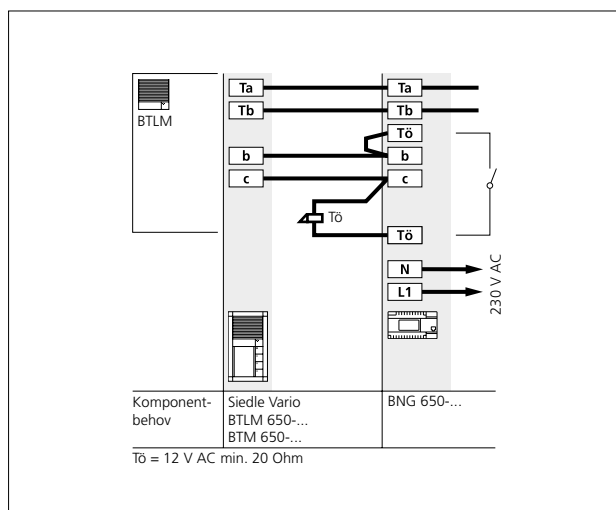 BTLM
Ta Ta
Tb Tb
Tö
b b
c c
Tö
Tö
N
L1
230 V AC
Komponent-
behov
Siedle Vario
BTLM 650-...
BTM 650-...
BNG 650-...
Tö = 12 V AC min. 20 Ohm